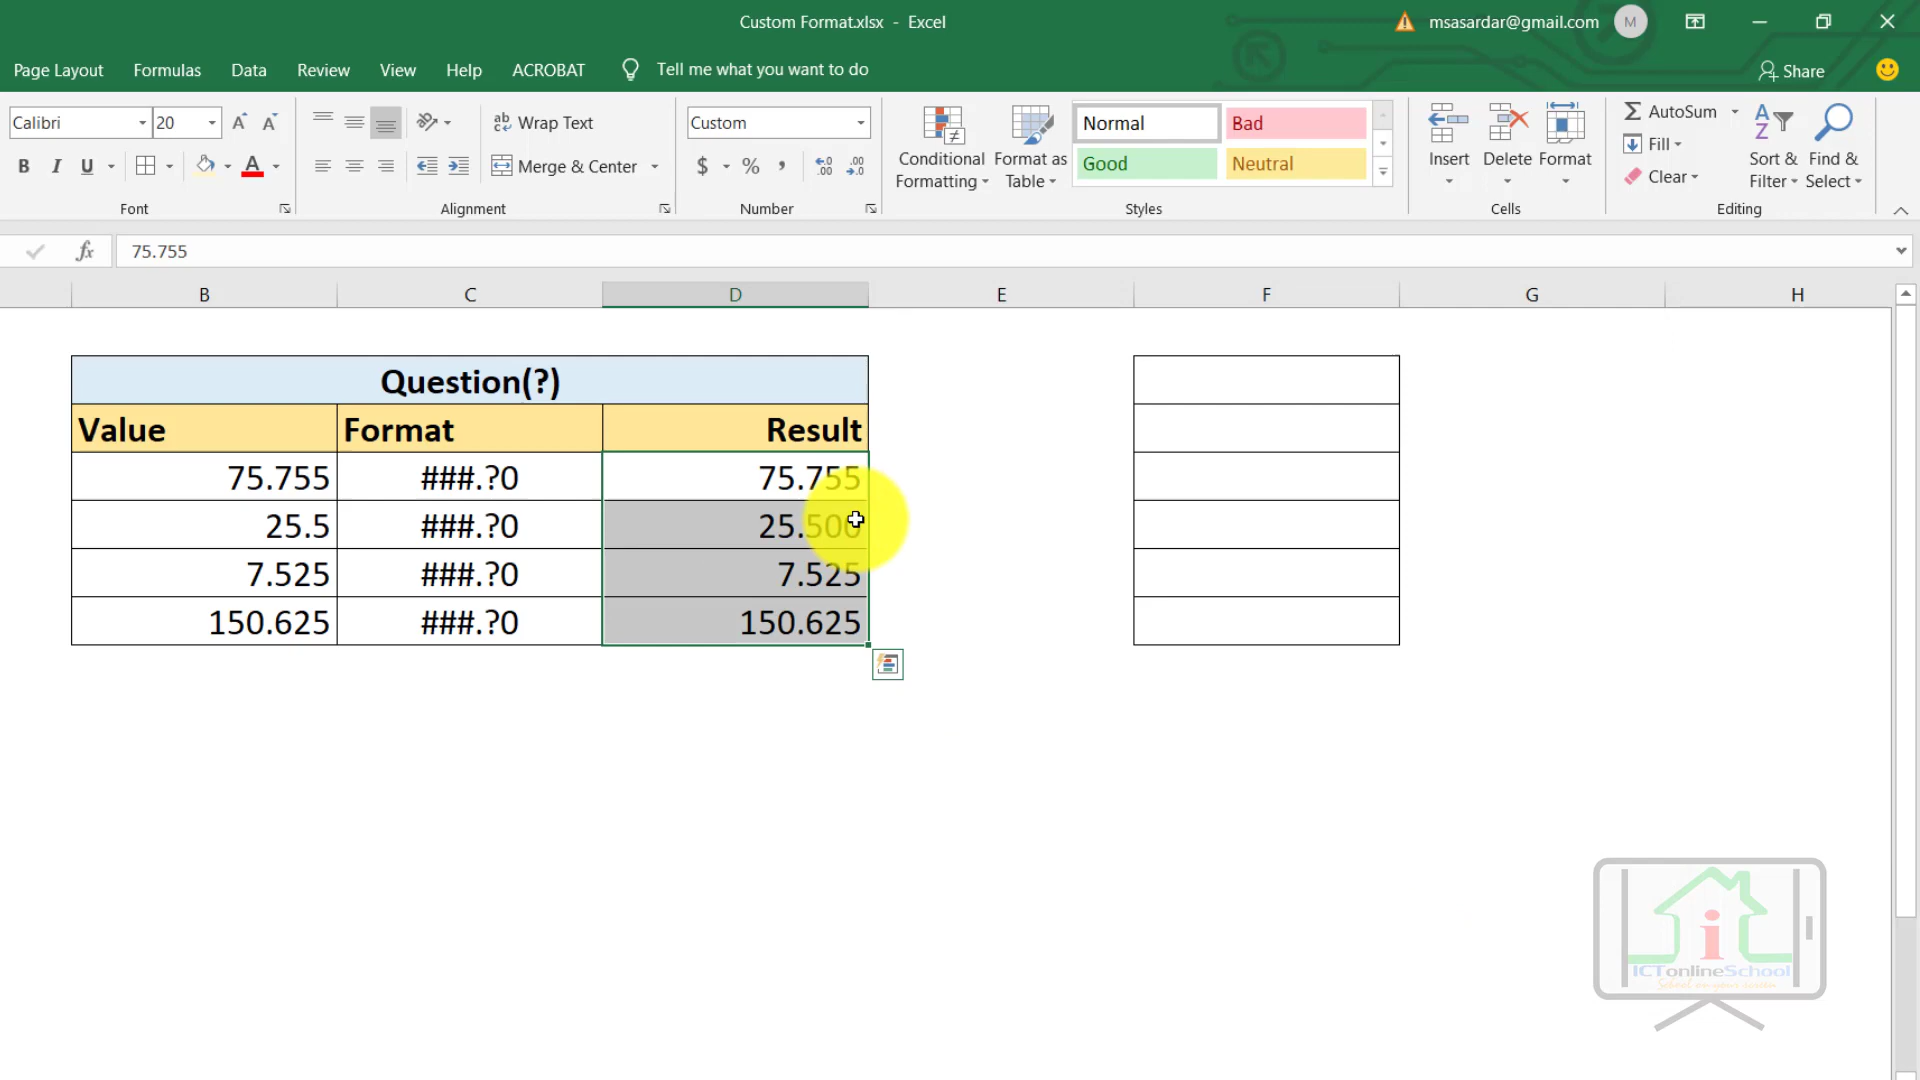 Custom Format.xlsx - Excel
msasardar@gmail.com
M
Page Layout Formulas Data Review View Help ACROBAT Tell me what you want to do
Share
Calibri 20 Wrap Text Custom Normal Bad AutoSum
Conditional Formatting Format as Table Good Neutral Insert Delete Format Fill Sort & Filter Find & Select
B I U Merge & Center $ % , Clear
Font Alignment Number Styles Cells Editing
fx 75.755
B C D E F G H
Question(?)
Value Format Result
75.755 ###.?0 75.755
25.5 ###.?0 25.500
7.525 ###.?0 7.525
150.625 ###.?0 150.625
i
ICTonlineSchool
School on your screen